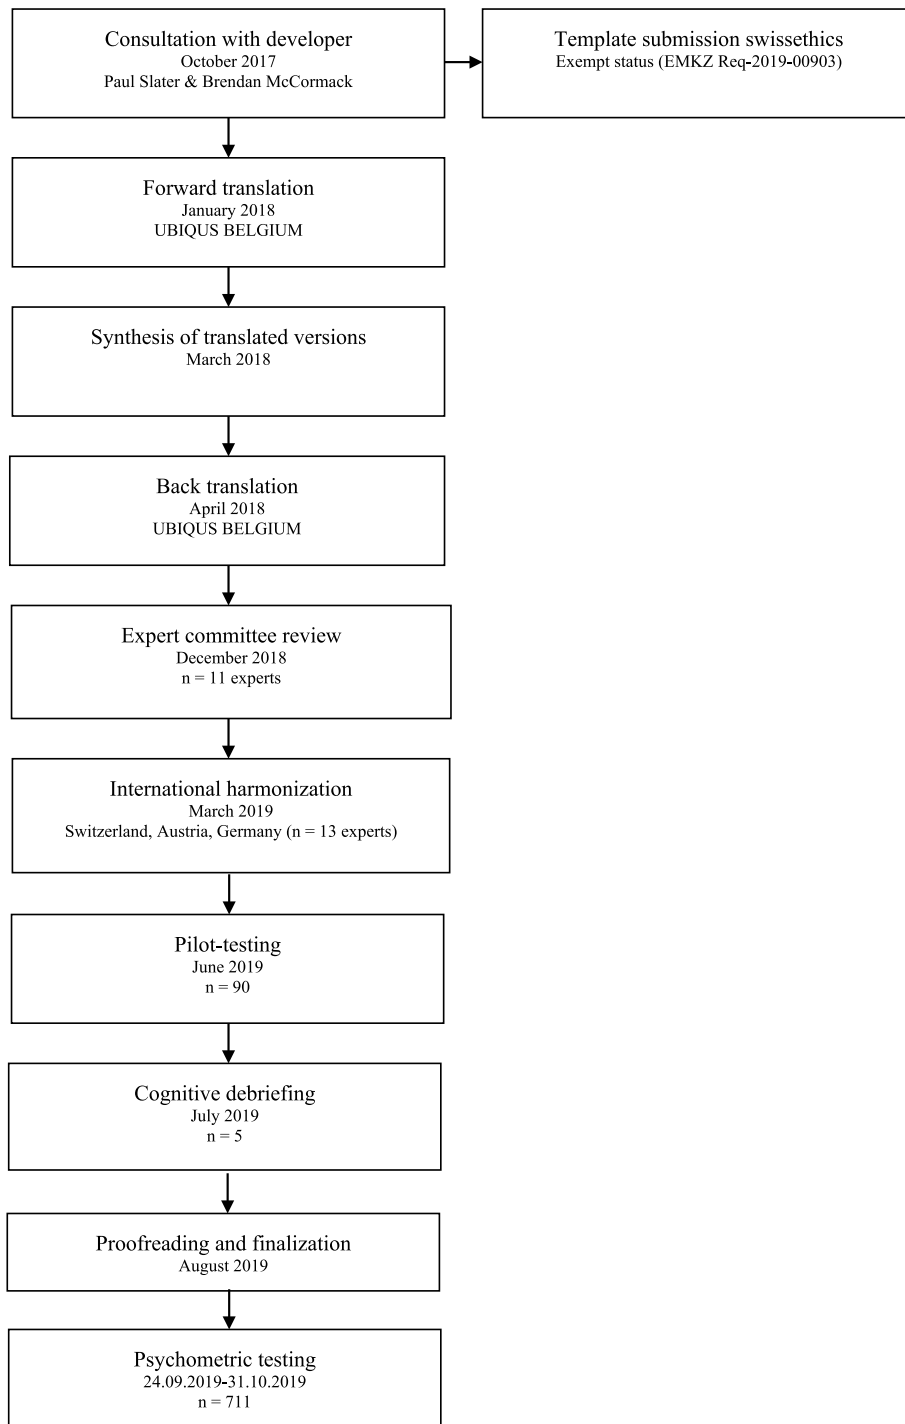 Consultation with developer
October 2017
Paul Slater & Brendan McCormack
Template submission swissethics
Exempt status (EMKZ Req-2019-00903)
Forward translation
January 2018
UBIQUS BELGIUM
Synthesis of translated versions
March 2018
Back translation
April 2018
UBIQUS BELGIUM
Expert committee review
December 2018
n = 11 experts
International harmonization
March 2019
Switzerland, Austria, Germany (n = 13 experts)
Pilot-testing
June 2019
n = 90
Cognitive debriefing
July 2019
n = 5
Proofreading and finalization
August 2019
Psychometric testing
24.09.2019-31.10.2019
n = 711